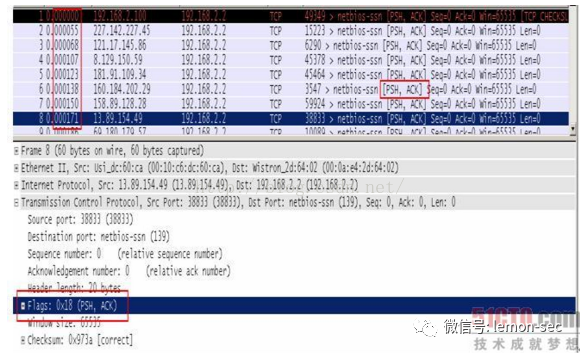 1 0.000000 192.168.2.100 192.168.2.2 TCP 49349 > netbios-ssn [PSH, ACK] Seq=0 Ack=0 Win=65535 [TCP CHECKSU
2 0.000055 227.142.227.45 192.168.2.2 TCP 15223 > netbios-ssn [PSH, ACK] Seq=0 Ack=0 Win=65535 Len=0
3 0.000068 121.17.145.86 192.168.2.2 TCP 6290 > netbios-ssn [PSH, ACK] Seq=0 Ack=0 Win=65535 Len=0
4 0.000107 8.129.150.59 192.168.2.2 TCP 45378 > netbios-ssn [PSH, ACK] Seq=0 Ack=0 Win=65535 Len=0
5 0.000123 181.91.109.34 192.168.2.2 TCP 45464 > netbios-ssn [PSH, ACK] Seq=0 Ack=0 Win=65535 Len=0
6 0.000138 160.184.202.29 192.168.2.2 TCP 3547 > netbios-ssn [PSH, ACK] Seq=0 Ack=0 Win=65535 Len=0
7 0.000150 158.89.128.28 192.168.2.2 TCP 59924 > netbios-ssn [PSH, ACK] Seq=0 Ack=0 Win=65535 Len=0
8 0.000171 13.89.154.49 192.168.2.2 TCP 38833 > netbios-ssn [PSH, ACK] Seq=0 Ack=0 Win=65535 Len=0
9 0.000186 69.180.179.57 192.168.2.2 TCP 10089 > netbios-ssn [PSH, ACK] Seq=0 Ack=0 Win=65535 Len=0
Frame 8 (60 bytes on wire, 60 bytes captured)
Ethernet II, Src: Usi_dc:60:ca (00:10:c6:dc:60:ca), Dst: Wistron_2d:64:02 (00:0a:e4:2d:64:02)
Internet Protocol, Src: 13.89.154.49 (13.89.154.49), Dst: 192.168.2.2 (192.168.2.2)
Transmission Control Protocol, Src Port: 38833 (38833), Dst Port: netbios-ssn (139), Seq: 0, Ack: 0, Len: 0
Source port: 38833 (38833)
Destination port: netbios-ssn (139)
Sequence number: 0 (relative sequence number)
Acknowledgement number: 0 (relative ack number)
Header length: 20 bytes
Flags: 0x18 (PSH, ACK)
Window size: 65535
Checksum: 0x973a [correct]
微信号: lemon-sec
51CTO.com
技术成就梦想